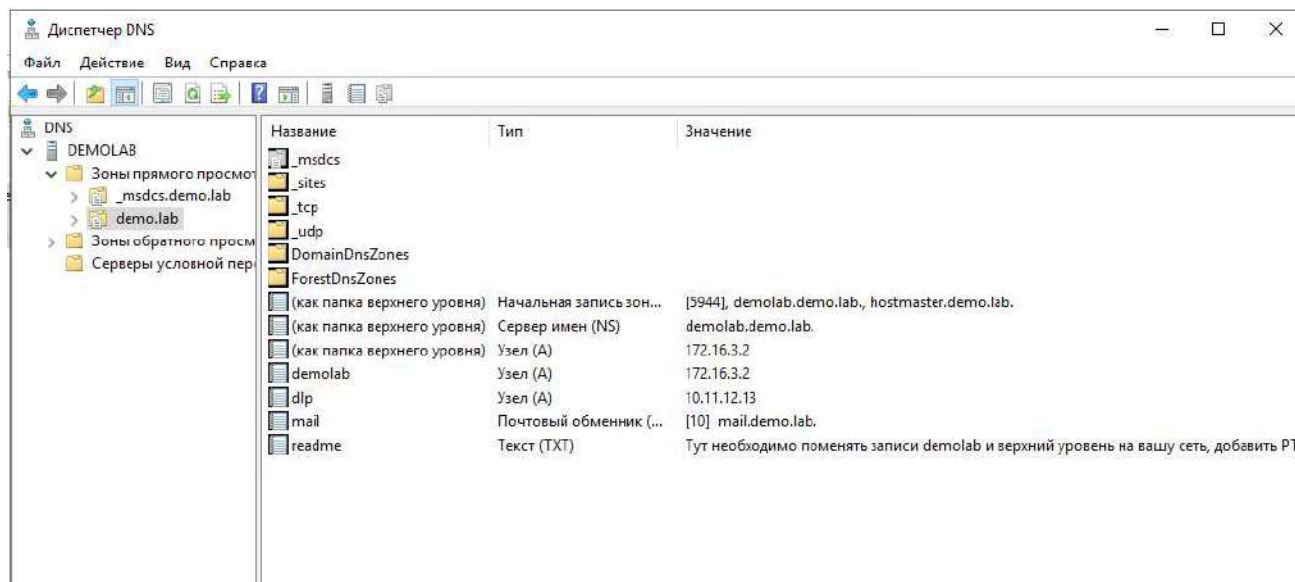 Диспетчер DNS
Файл Действие Вид Справка
DNS
DEMOLAB
Зоны прямого просмот
_msdcs.demo.lab
demo.lab
Зоны обратного просм
Серверы условной пер
Название Тип Значение
_msdcs
_sites
_tcp
_udp
DomainDnsZones
ForestDnsZones
(как папка верхнего уровня) Начальная запись зон... [5944], demolab.demo.lab., hostmaster.demo.lab.
(как папка верхнего уровня) Сервер имен (NS) demolab.demo.lab.
(как папка верхнего уровня) Узел (A) 172.16.3.2
demolab Узел (A) 172.16.3.2
dlp Узел (A) 10.11.12.13
mail Почтовый обменник (... [10] mail.demo.lab.
readme Текст (TXT) Тут необходимо поменять записи demolab и верхний уровень на вашу сеть, добавить PT